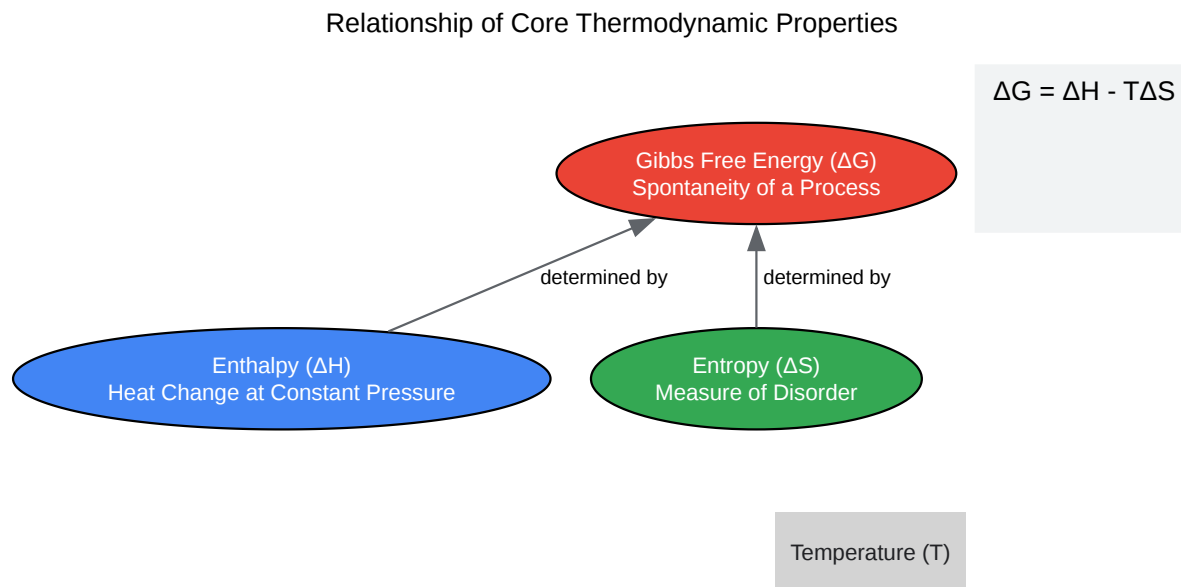 Relationship of Core Thermodynamic Properties
ΔG = ΔH - TΔS
Gibbs Free Energy (ΔG)
Spontaneity of a Process
determined by
determined by
Enthalpy (ΔH)
Heat Change at Constant Pressure
Entropy (ΔS)
Measure of Disorder
Temperature (T)